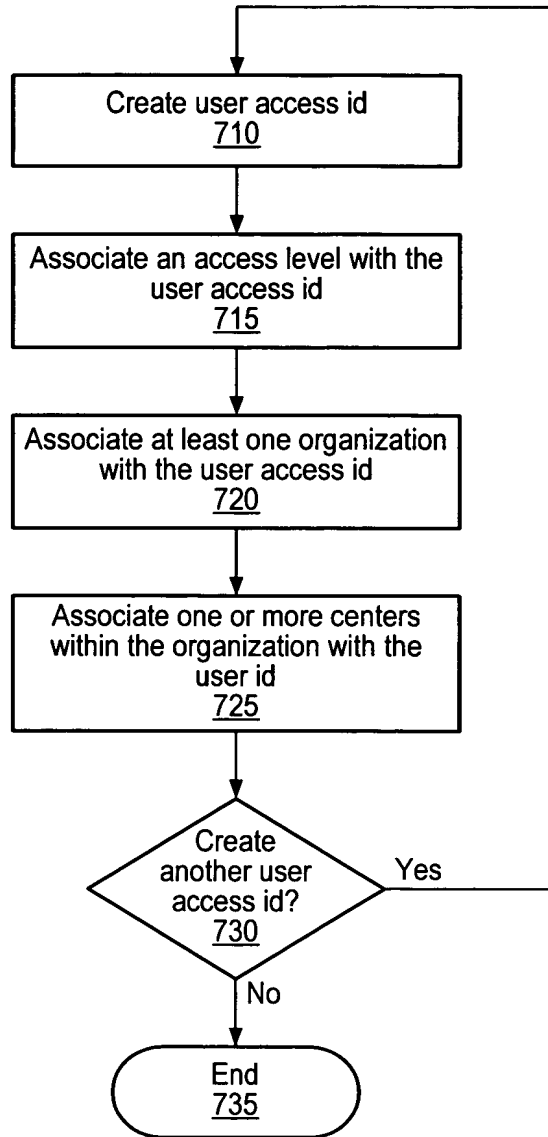 Create user access id
710
Associate an access level with the
user access id
715
Associate at least one organization
with the user access id
720
Associate one or more centers
within the organization with the
user id
725
Create
another user
access id?
730
Yes
No
End
735